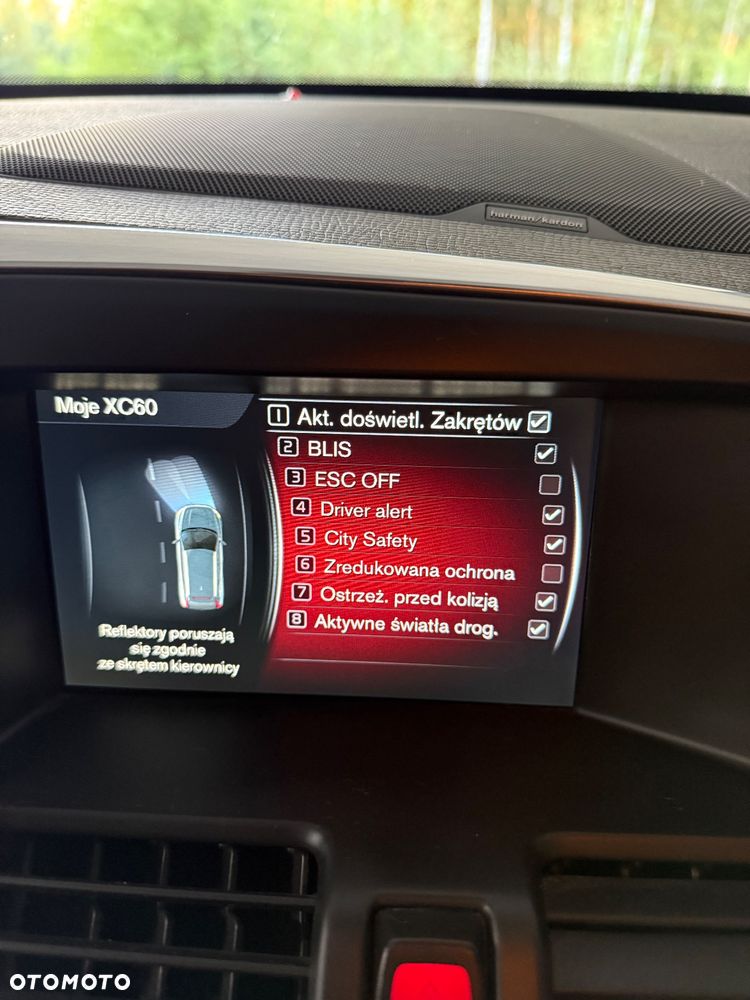 harman/kardon
Moje XC60
1 Akt. doświetl. Zakrętów
2 BLIS
3 ESC OFF
4 Driver alert
5 City Safety
6 Zredukowana ochrona
7 Ostrzeż. przed kolizją
8 Aktywne światła drog.
Reflektory poruszają
się zgodnie
ze skrętem kierownicy
OTOMOTO